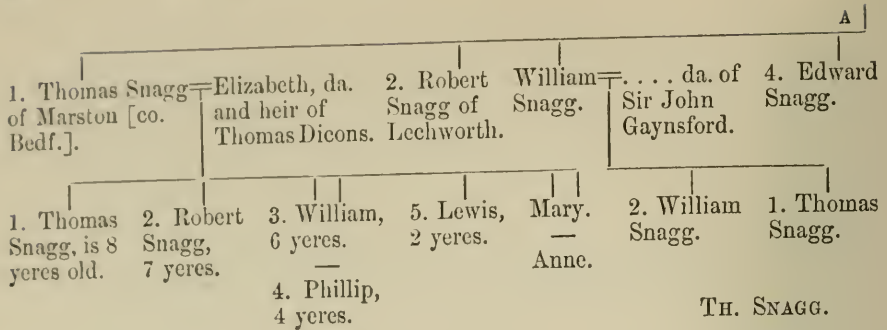 A
1. Thomas Snagg
of Marston [co.
Bedf.].
Elizabeth, da.
and heir of
Thomas Dicons.
2. Robert
Snagg of
Lechworth.
William
Snagg.
. . . . da. of
Sir John
Gaynsford.
4. Edward
Snagg.
1. Thomas
Snagg, is 8
yeres old.
2. Robert
Snagg,
7 yeres.
3. William,
6 yeres.
—
4. Phillip,
4 yeres.
5. Lewis,
2 yeres.
Mary.
—
Anne.
2. William
Snagg.
1. Thomas
Snagg.
TH. SNAGG.